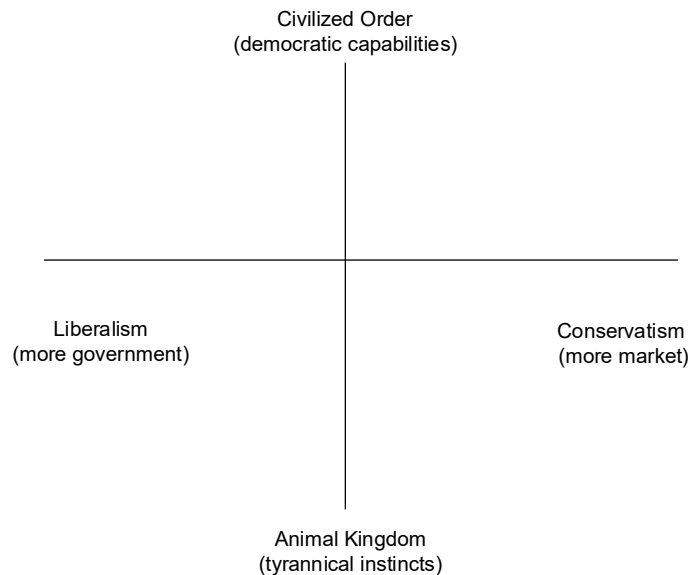 Civilized Order
(democratic capabilities)
Liberalism
(more government)
Conservatism
(more market)
Animal Kingdom
(tyrannical instincts)